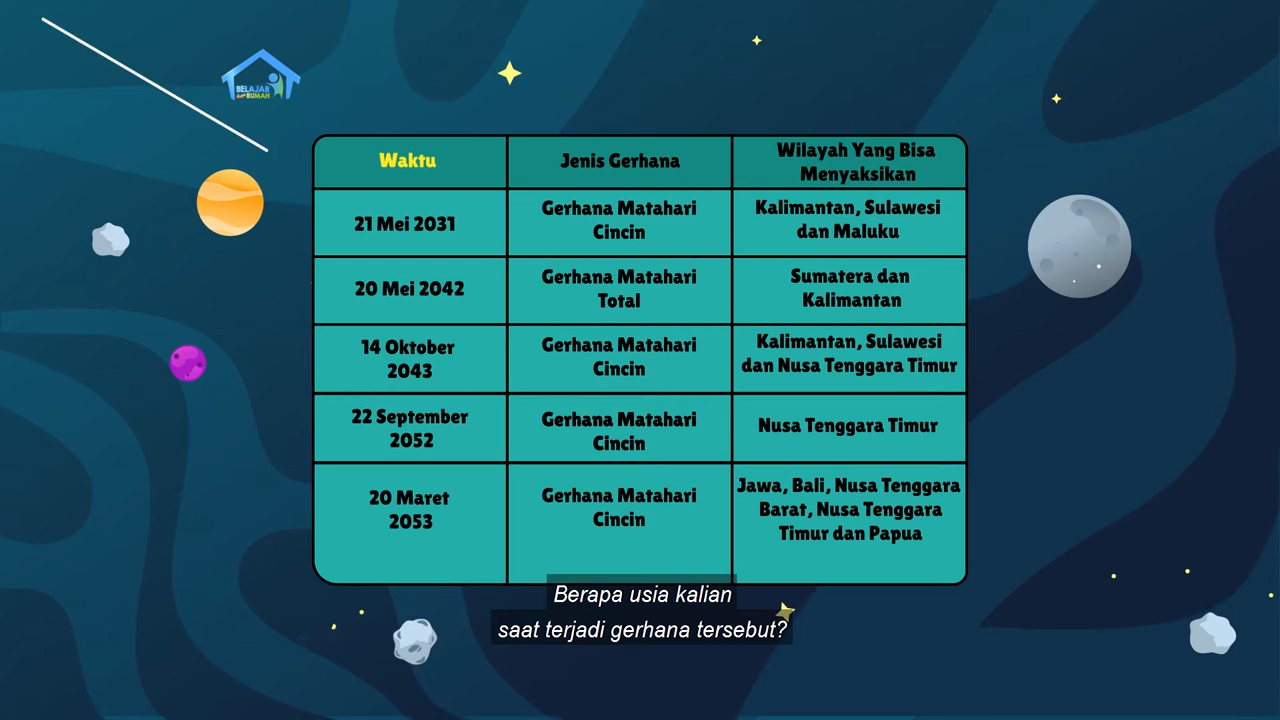 BELAJAR
dari RUMAH
Waktu
Jenis Gerhana
Wilayah Yang Bisa
Menyaksikan
21 Mei 2031
Gerhana Matahari
Cincin
Kalimantan, Sulawesi
dan Maluku
20 Mei 2042
Gerhana Matahari
Total
Sumatera dan
Kalimantan
14 Oktober
2043
Gerhana Matahari
Cincin
Kalimantan, Sulawesi
dan Nusa Tenggara Timur
22 September
2052
Gerhana Matahari
Cincin
Nusa Tenggara Timur
20 Maret
2053
Gerhana Matahari
Cincin
Jawa, Bali, Nusa Tenggara
Barat, Nusa Tenggara
Timur dan Papua
Berapa usia kalian
saat terjadi gerhana tersebut?